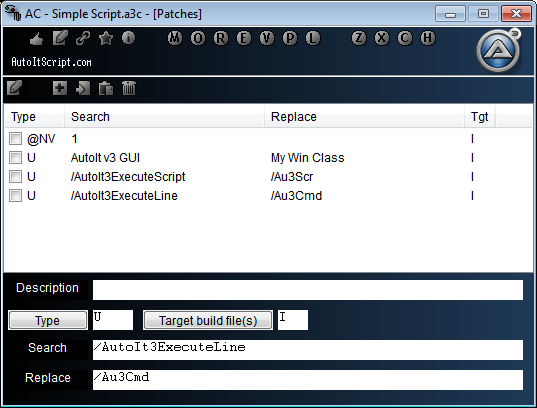 AC - Simple Script.a3c - [Patches]
M O R E V P L Z X C H
AutoItScript.com
A 3
Type Search Replace Tgt
@NV 1 I
U AutoIt v3 GUI My Win Class I
U /AutoIt3ExecuteScript /Au3Scr I
U /AutoIt3ExecuteLine /Au3Cmd I
Description
Type U Target build file(s) I
Search /AutoIt3ExecuteLine
Replace /Au3Cmd